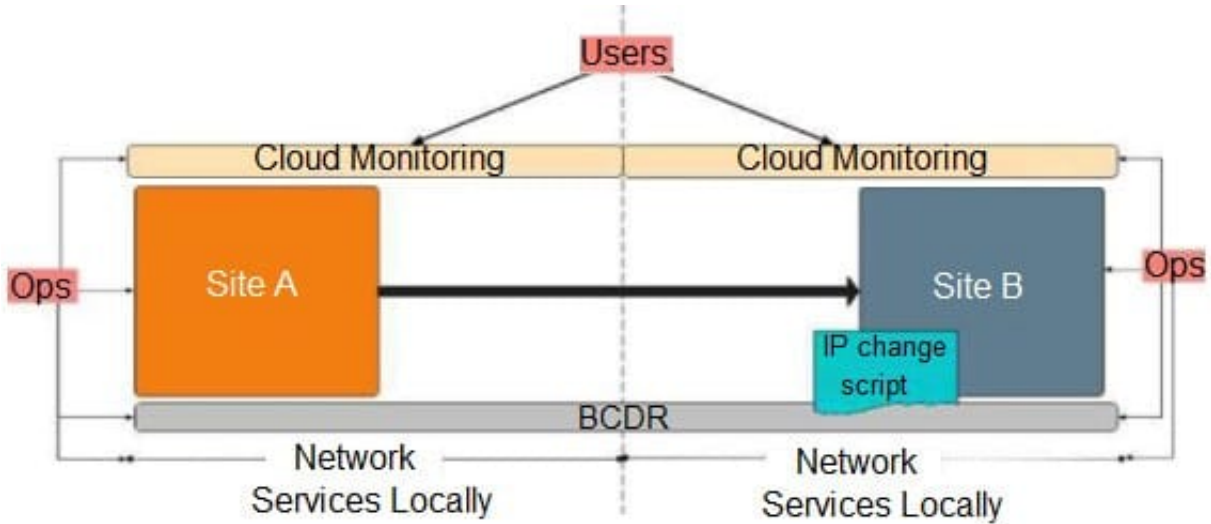 Users
Cloud Monitoring
Cloud Monitoring
Ops
Site A
Site B
Ops
IP change
script
BCDR
Network
Services Locally
Network
Services Locally